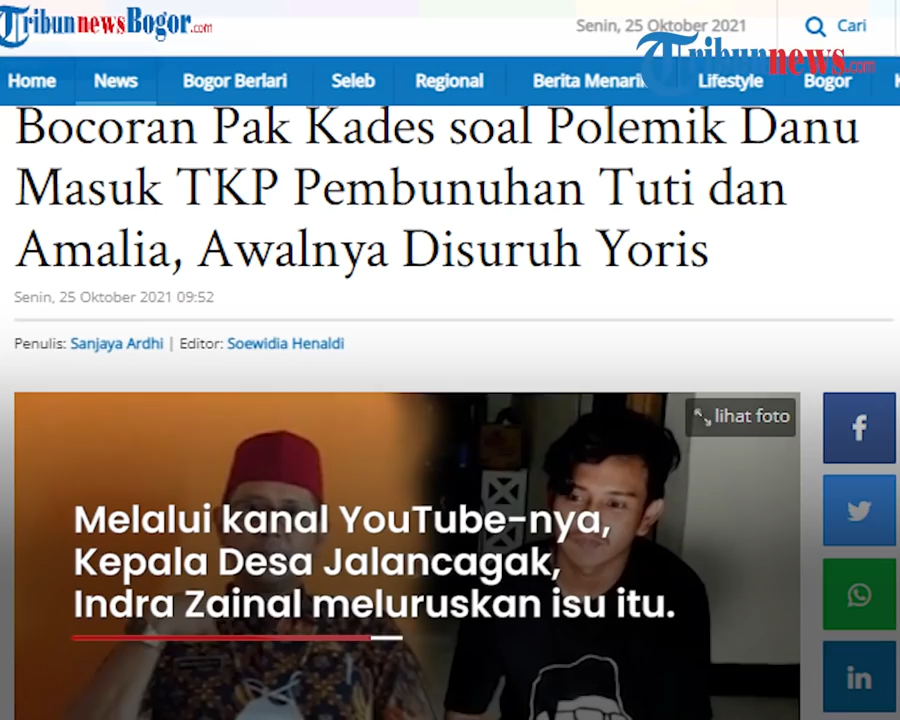 TribunnewsBogor.com
Senin, 25 Oktober 2021
Cari
Tribunnews.com
Home News Bogor Berlari Seleb Regional Berita Menarik Lifestyle Bogor
Bocoran Pak Kades soal Polemik Danu
Masuk TKP Pembunuhan Tuti dan
Amalia, Awalnya Disuruh Yoris
Senin, 25 Oktober 2021 09:52
Penulis: Sanjaya Ardhi | Editor: Soewidia Henaldi
lihat foto
Melalui kanal YouTube-nya,
Kepala Desa Jalancagak,
Indra Zainal meluruskan isu itu.
f
in